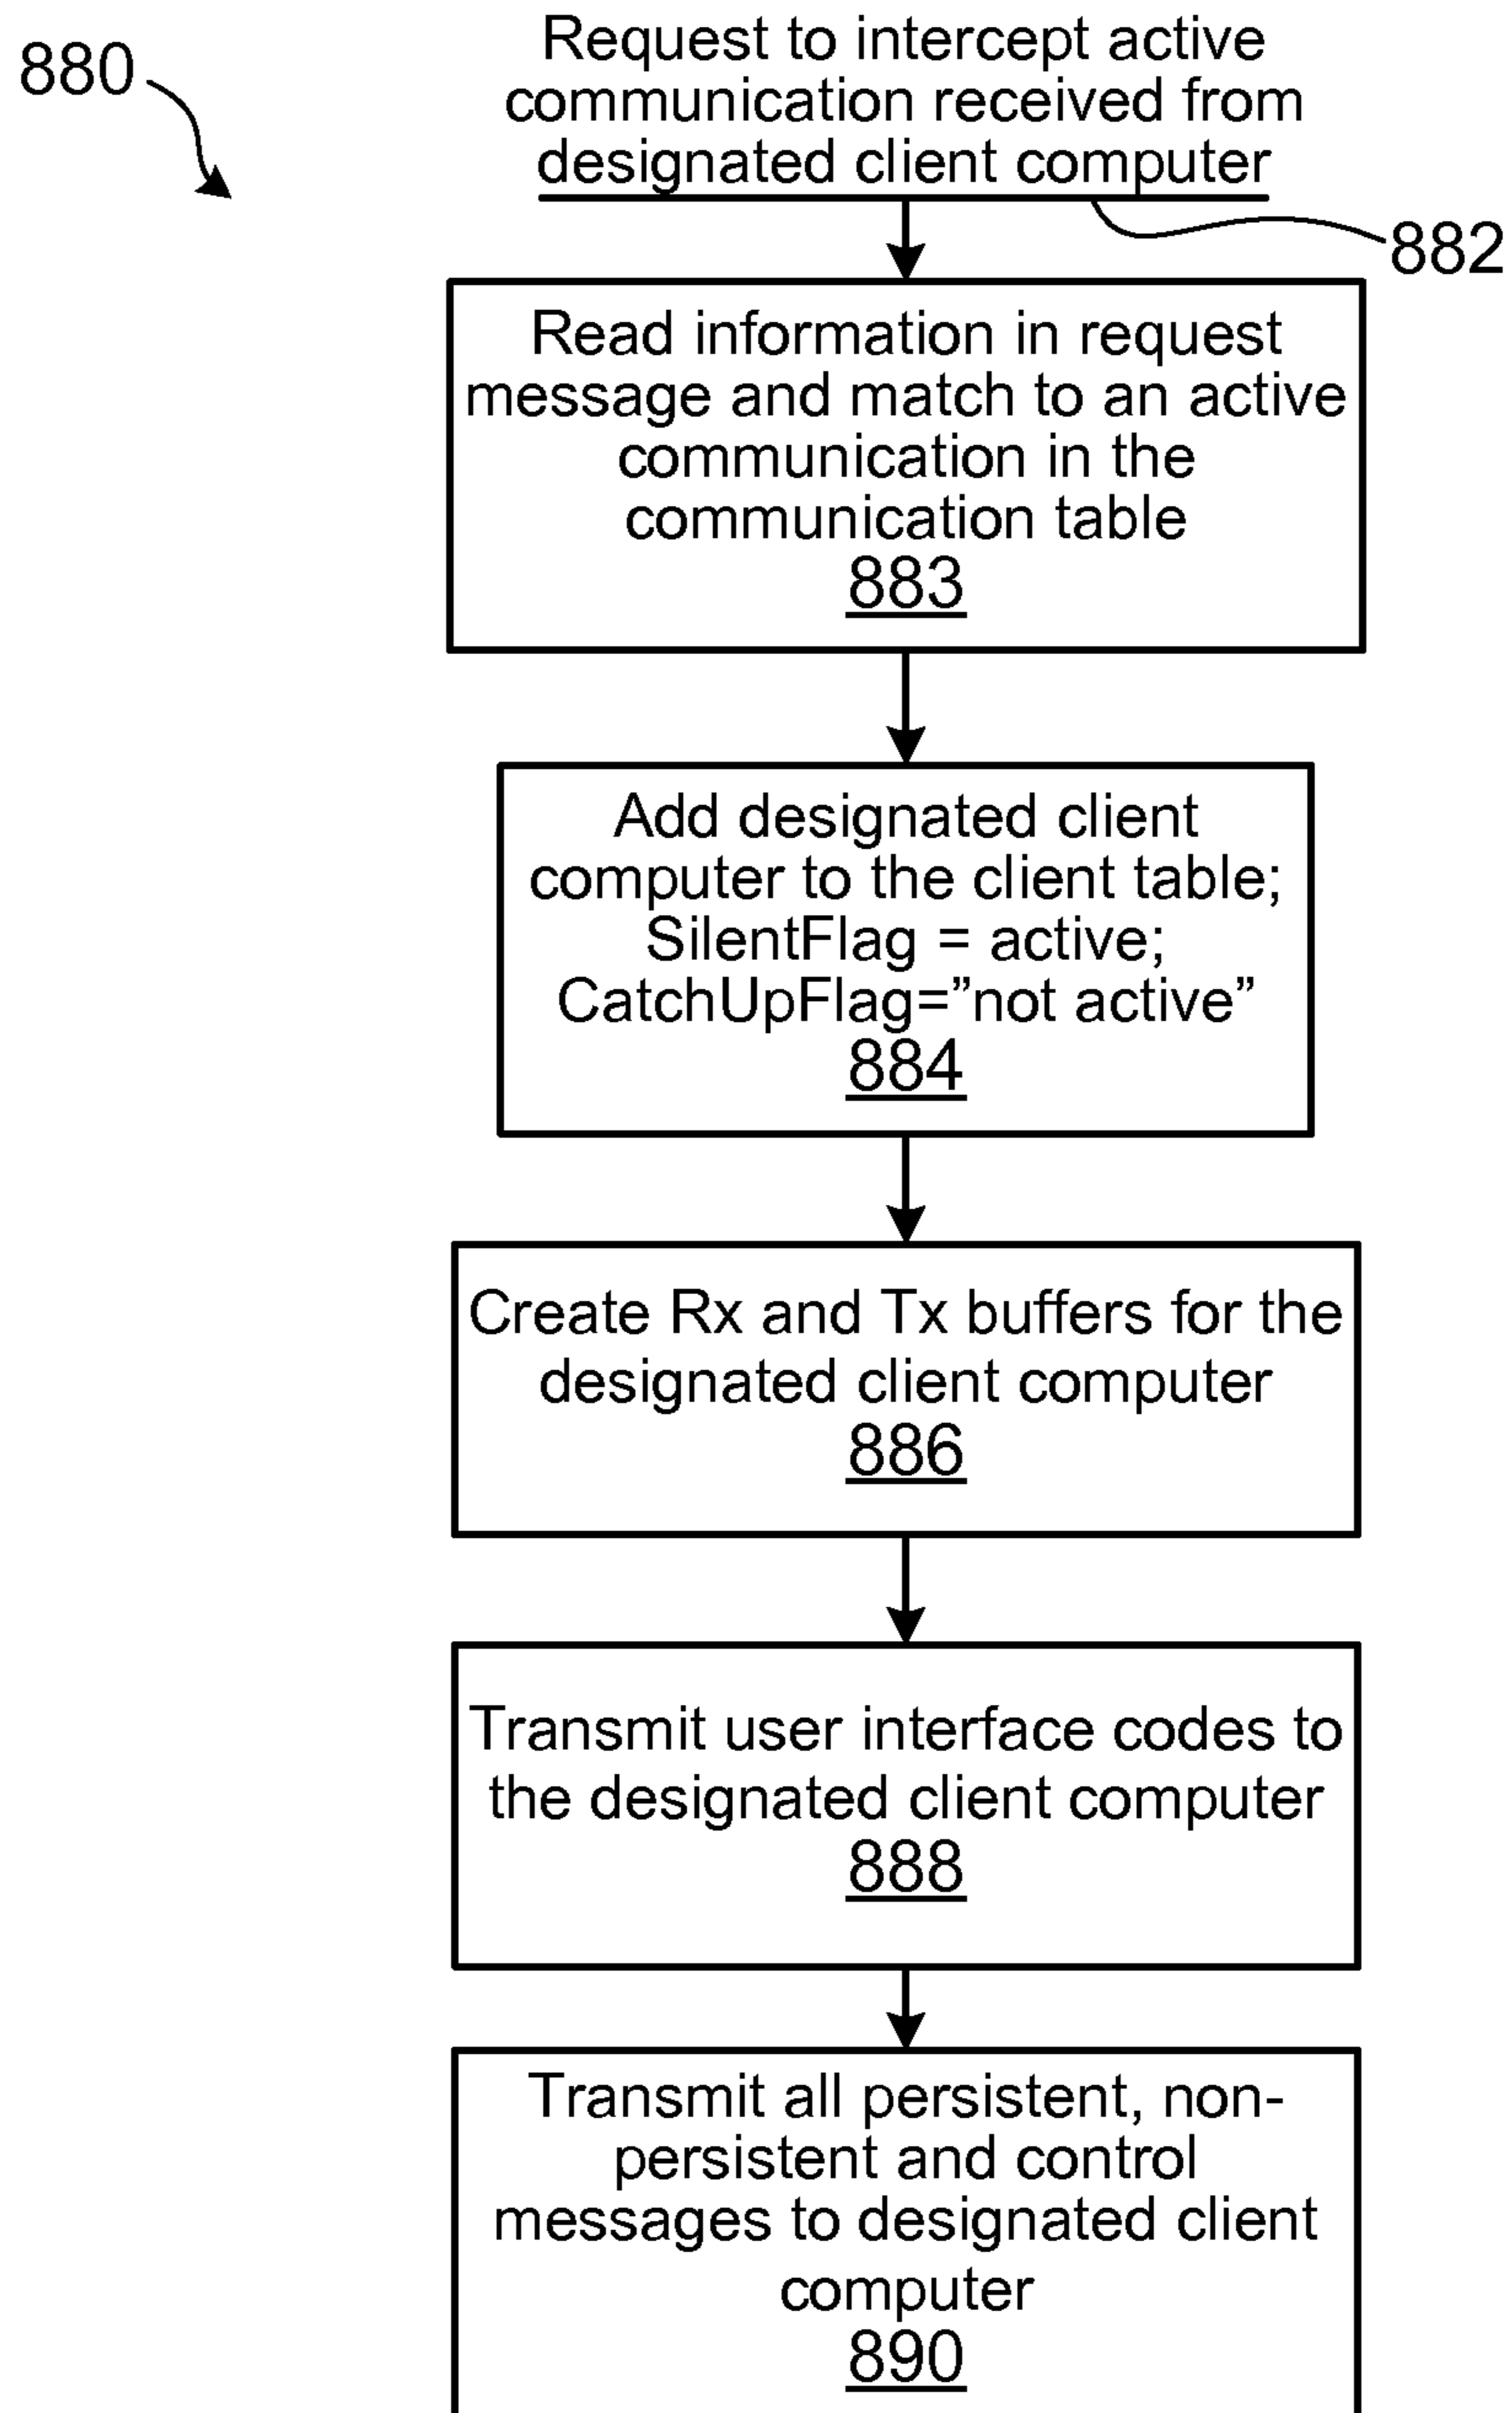 880
Request to intercept active
communication received from
designated client computer
882
Read information in request
message and match to an active
communication in the
communication table
883
Add designated client
computer to the client table;
SilentFlag = active;
CatchUpFlag=”not active”
884
Create Rx and Tx buffers for the
designated client computer
886
Transmit user interface codes to
the designated client computer
888
Transmit all persistent, non-
persistent and control
messages to designated client
computer
890